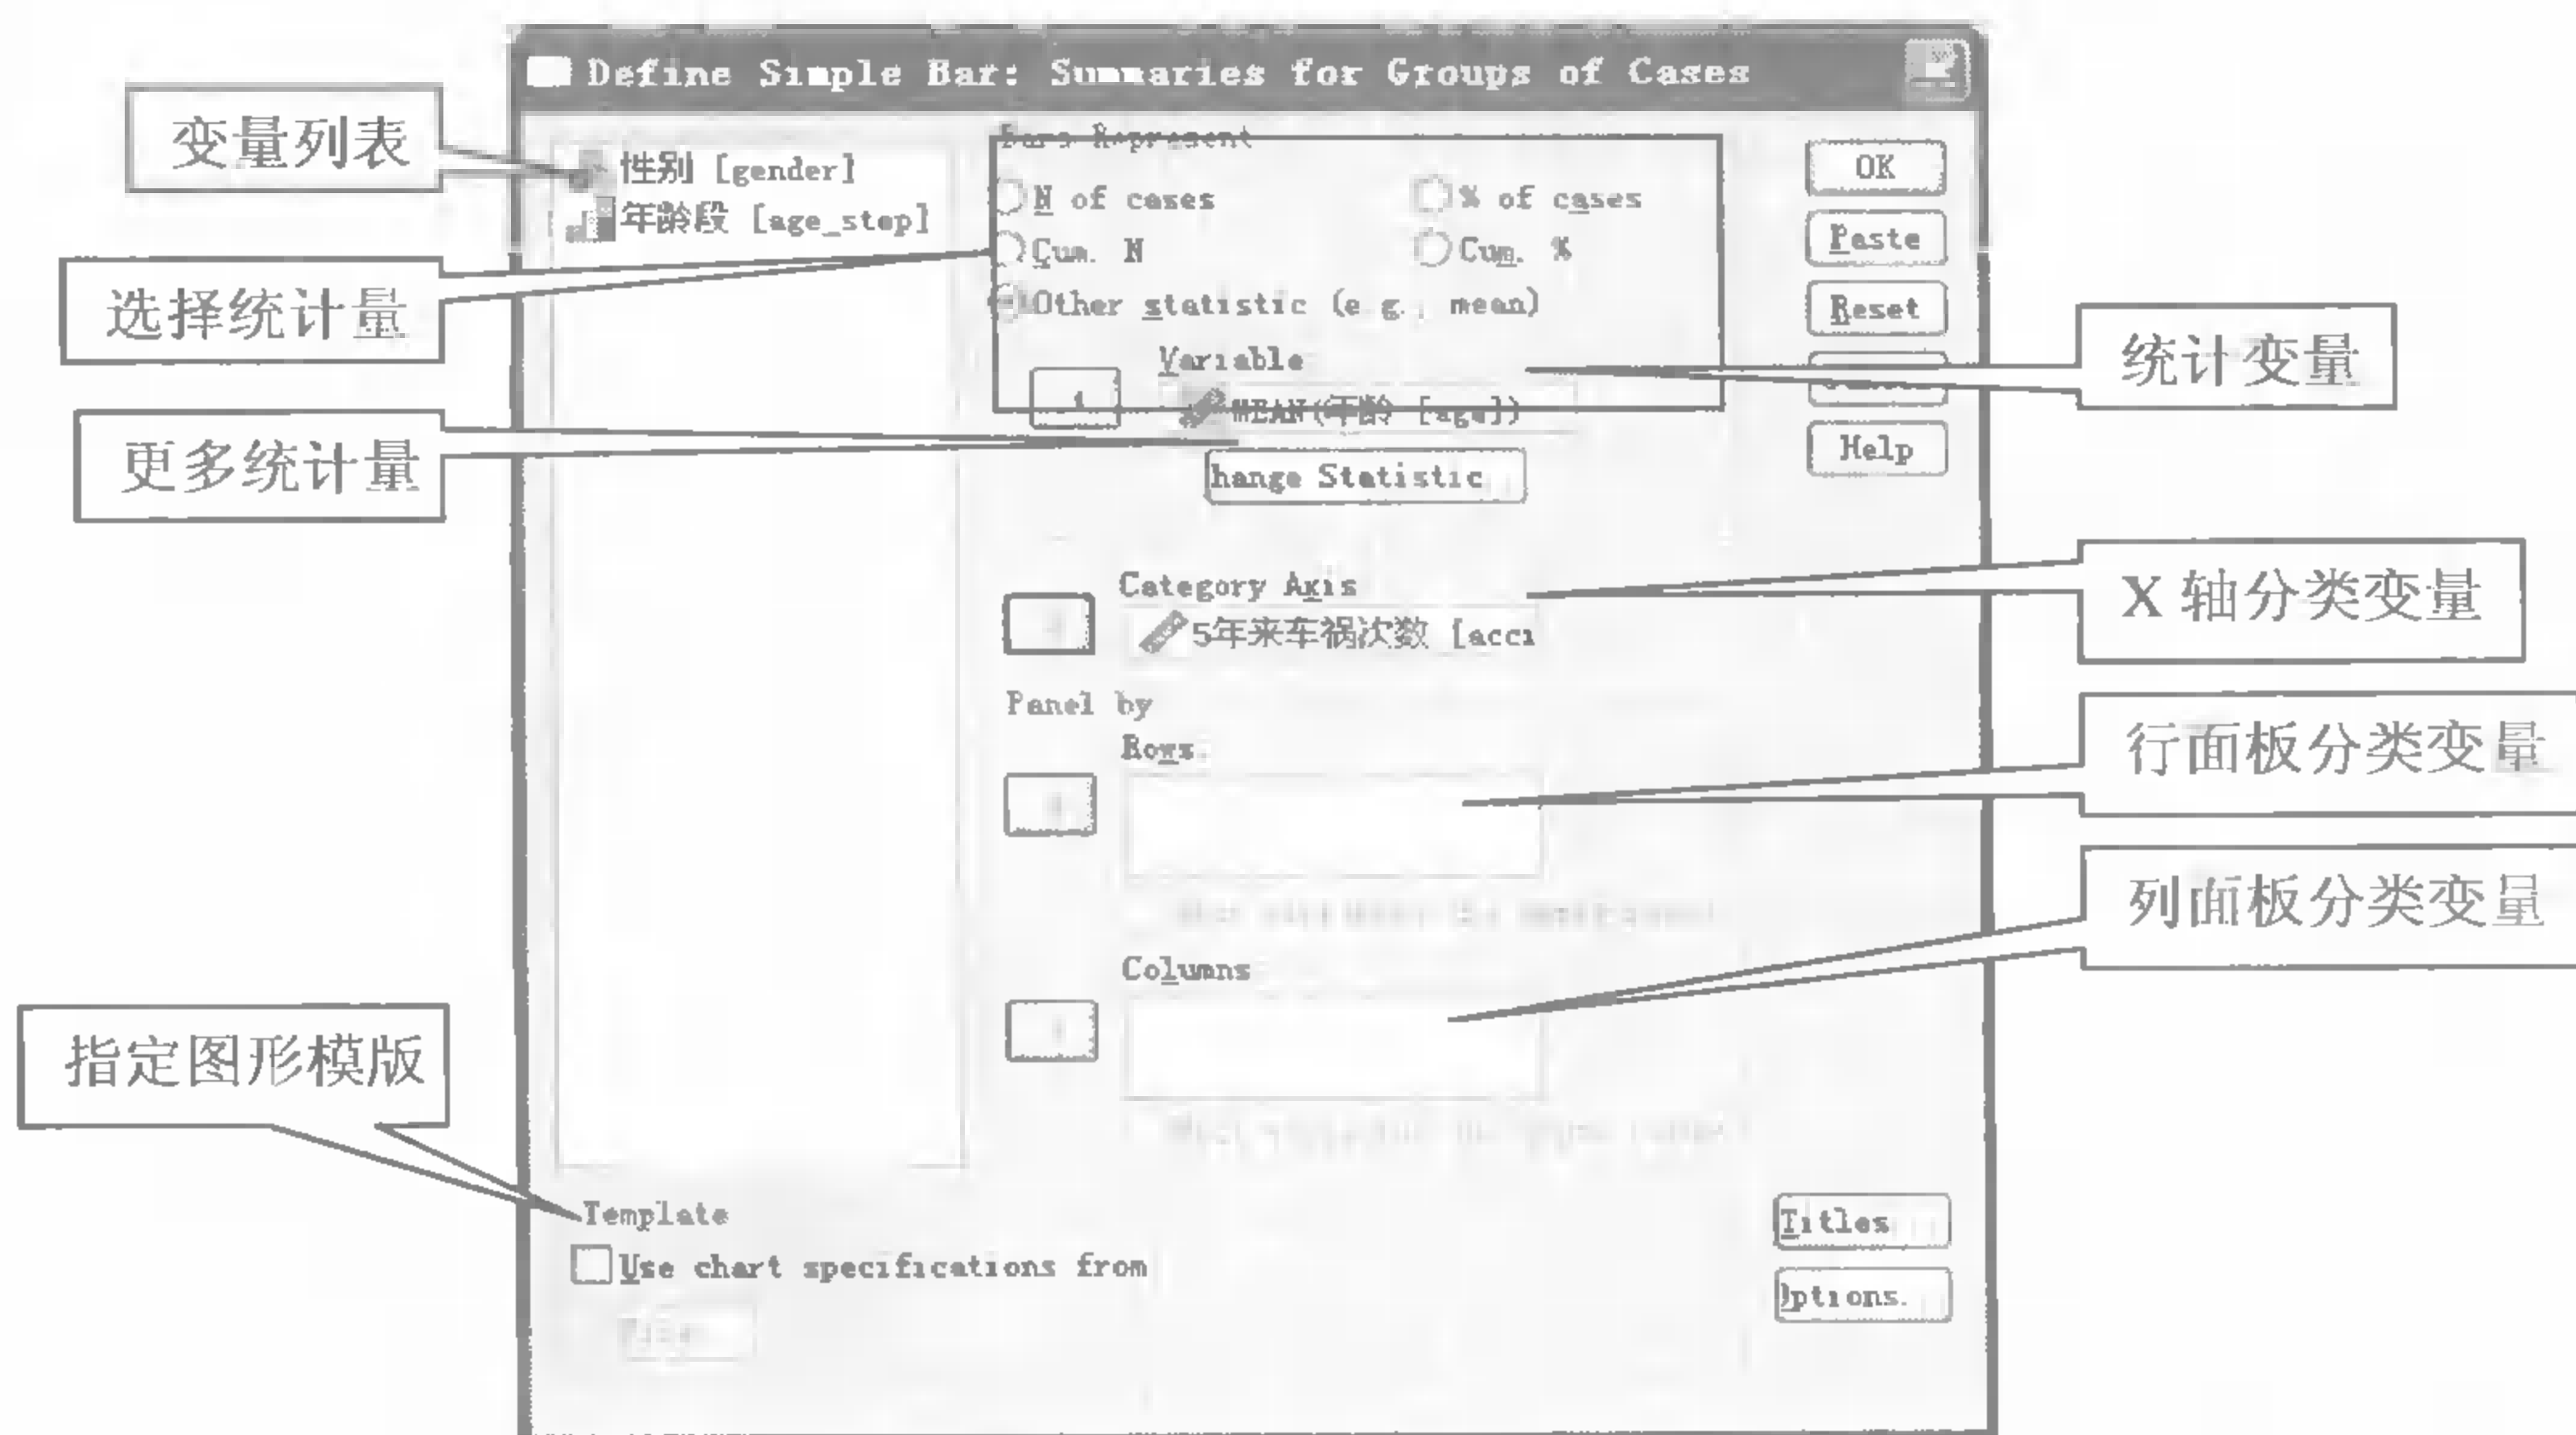 Define Simple Bar: Summaries for Groups of Cases
变量列表
性别 [gender]
年龄段 [age_step]
Bars Represent
N of cases
% of cases
Cum. N
Cum. %
Other statistic (e.g., mean)
选择统计量
Variable
MEAN(年龄 [age])
统计变量
更多统计量
hange Statistic
OK
Paste
Reset
Help
Category Axis
5年来车祸次数 [acci
X 轴分类变量
Panel by
Rows
行面板分类变量
Columns
列面板分类变量
指定图形模版
Template
Use chart specifications from
Titles
Options.